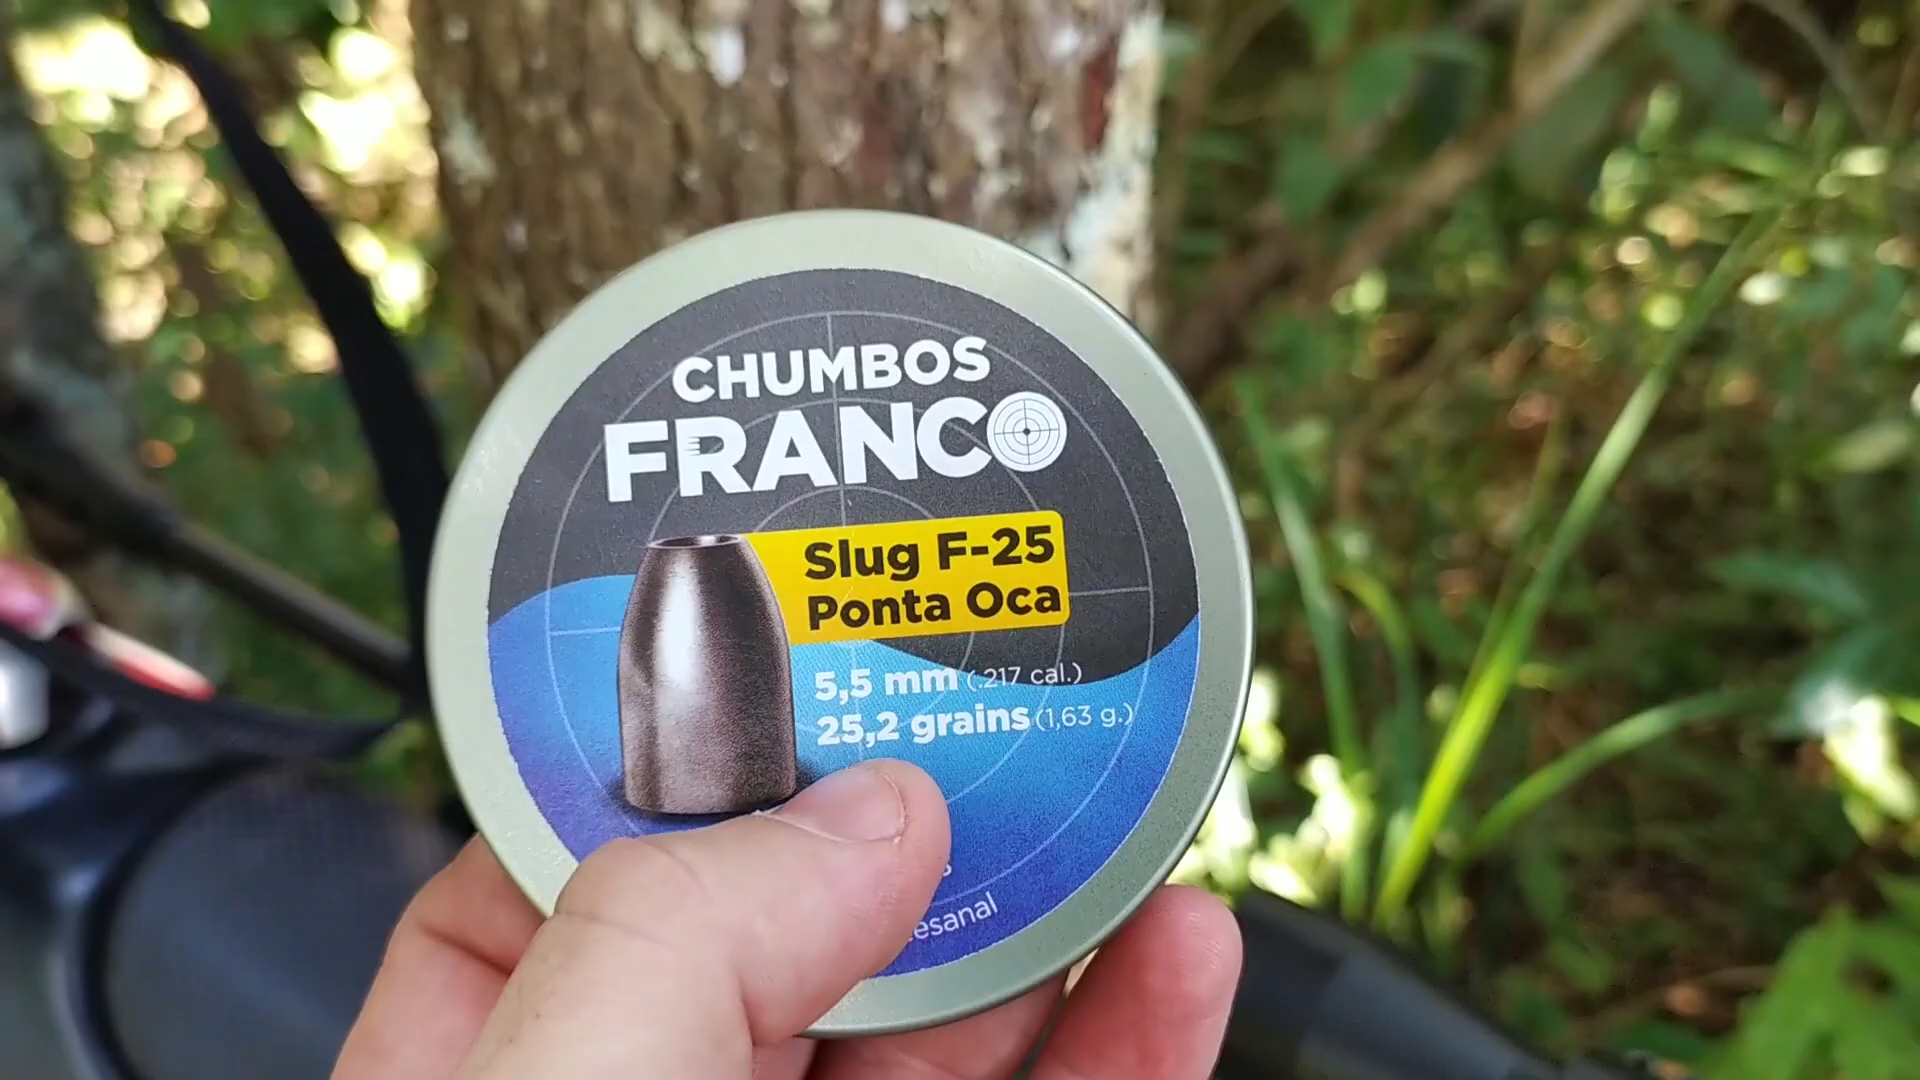 CHUMBOS
FRANCO
Slug F-25
Ponta Oca
5,5 mm (.217 cal.)
25,2 grains (1,63 g.)